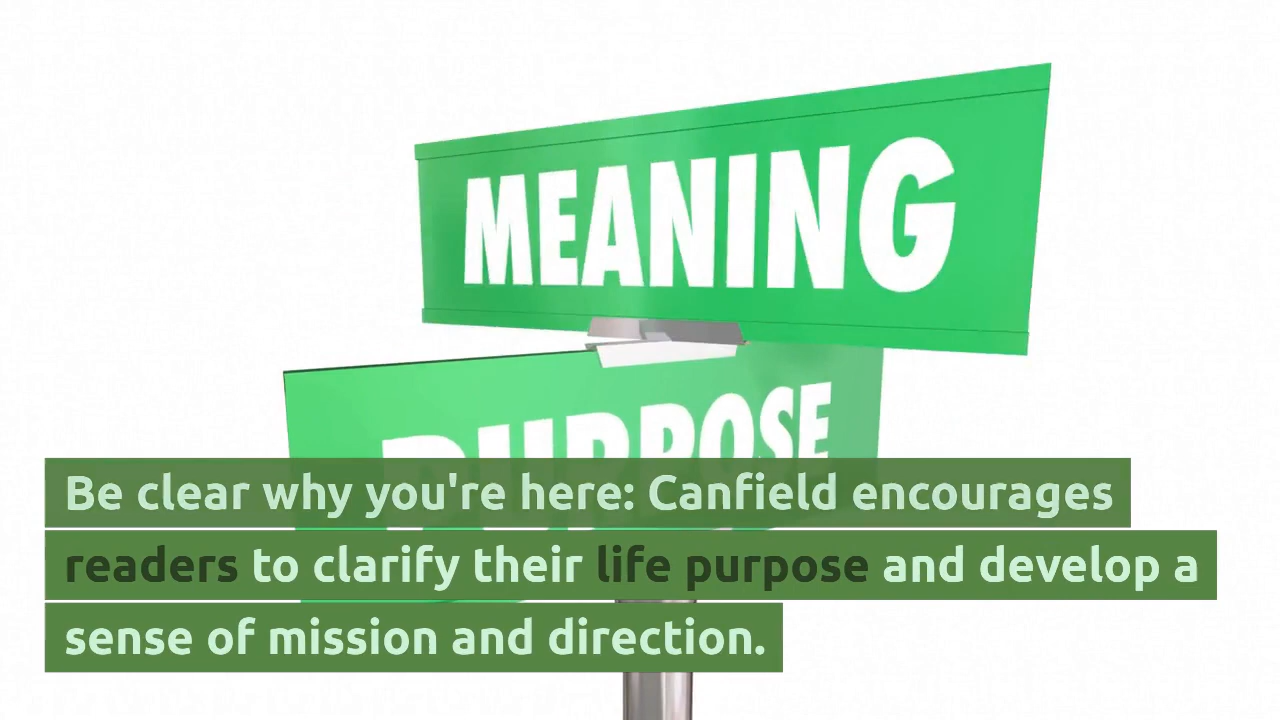 MEANING
PURPOSE
Be clear why you're here: Canfield encourages
readers to clarify their life purpose and develop a
sense of mission and direction.